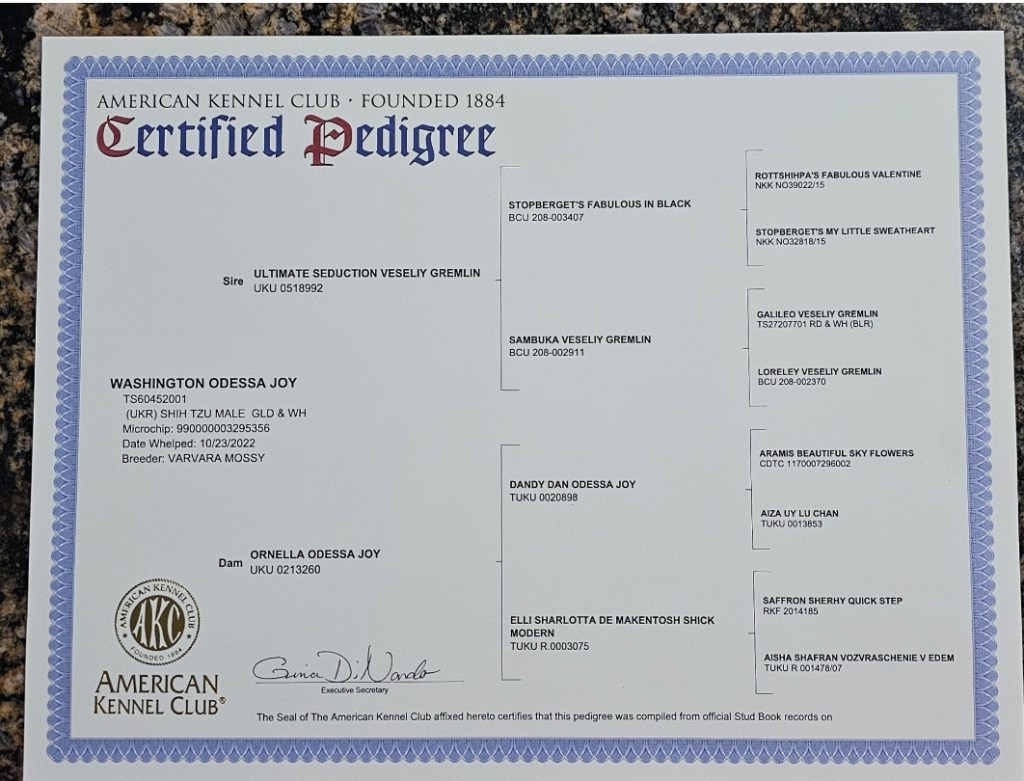 AMERICAN KENNEL CLUB · FOUNDED 1884
Certified Pedigree
ROTTSHIHPA'S FABULOUS VALENTINE
NKK NO39022/15
STOPBERGET'S FABULOUS IN BLACK
BCU 208-003407
STOPBERGET'S MY LITTLE SWEATHEART
NKK NO32818/15
Sire
ULTIMATE SEDUCTION VESELIY GREMLIN
UKU 0518992
GALILEO VESELIY GREMLIN
TS27207701 RD & WH (BLR)
SAMBUKA VESELIY GREMLIN
BCU 208-002911
LORELEY VESELIY GREMLIN
BCU 208-002370
WASHINGTON ODESSA JOY
TS60452001
(UKR) SHIH TZU MALE GLD & WH
Microchip: 990000003295356
Date Whelped: 10/23/2022
Breeder: VARVARA MOSSY
ARAMIS BEAUTIFUL SKY FLOWERS
CDTC 1170007296002
DANDY DAN ODESSA JOY
TUKU 0020898
AIZA UY LU CHAN
TUKU 0013853
Dam
ORNELLA ODESSA JOY
UKU 0213260
SAFFRON SHERHY QUICK STEP
RKF 2014185
ELLI SHARLOTTA DE MAKENTOSH SHICK
MODERN
TUKU R.0003075
AISHA SHAFRAN VOZVRASCHENIE V EDEM
TUKU R 001478/07
AMERICAN KENNEL CLUB
AKC
FOUNDED 1884
AMERICAN
KENNEL CLUB®
Gina DiNardo
Executive Secretary
The Seal of The American Kennel Club affixed hereto certifies that this pedigree was compiled from official Stud Book records on